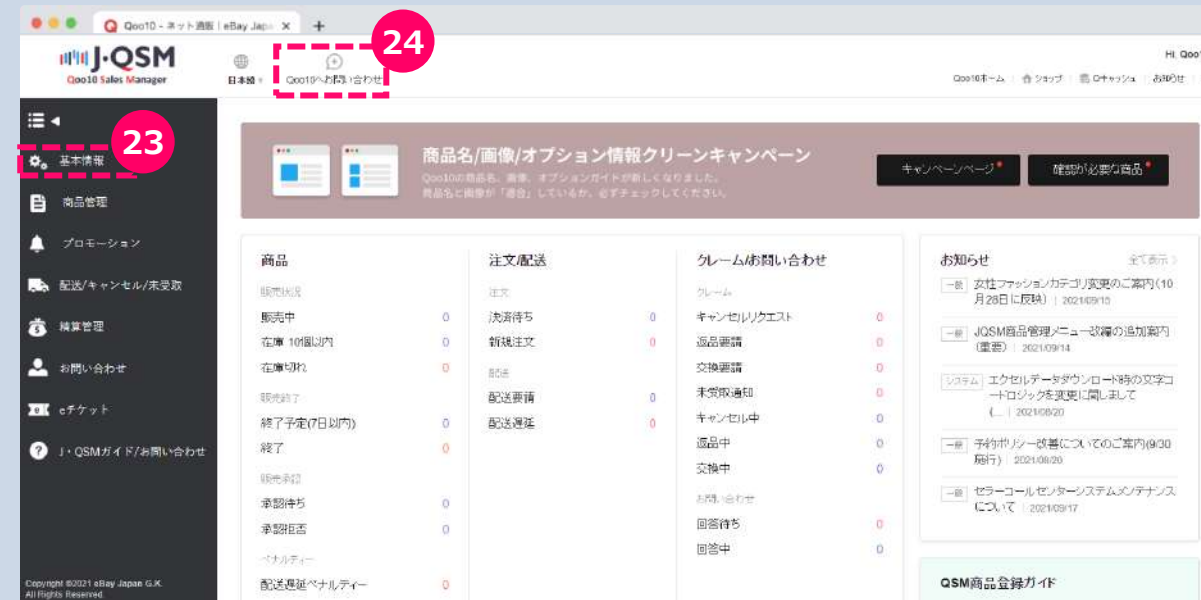 Qoo10 - ネット通販 | eBay Japa
J·QSM
Qoo10 Sales Manager
日本語
Qoo10へお問い合わせ
24
Hi, Qoo1
Qoo10ホーム
ショップ
Qキャッシュ
お知らせ
23
基本情報
商品管理
プロモーション
配送/キャンセル/未受取
精算管理
お問い合わせ
eチケット
J・QSMガイド/お問い合わせ
Copyright ©2021 eBay Japan G.K.
All Rights Reserved.
商品名/画像/オプション情報クリーンキャンペーン
Qoo10の商品名、画像、オプションガイドが新しくなりました。
商品名と画像が「適合」しているか、必ずチェックしてください。
キャンペーンページ
確認が必要な商品
商品
販売状況
販売中 0
在庫 10個以内 0
在庫切れ 0
販売終了
終了予定(7日以内) 0
終了 0
販売承認
承認待ち 0
承認拒否 0
ペナルティー
配送遅延ペナルティー 0
注文/配送
注文
決済待ち 0
新規注文 0
配送
配送要請 0
配送遅延 0
クレーム/お問い合わせ
クレーム
キャンセルリクエスト 0
返品要請 0
交換要請 0
未受取通知 0
キャンセル中 0
返品中 0
交換中 0
お問い合わせ
回答待ち 0
回答中 0
お知らせ
全て表示 >
一般 女性ファッションカテゴリ変更のご案内(10
月28日に反映) | 2021/09/15
一般 JQSM商品管理メニュー改編の追加案内
(重要) | 2021/09/14
システム エクセルデータダウンロード時の文字コ
ードロジックを変更に関しまして
(... | 2021/08/20
一般 予約ポリシー改善についてのご案内(9/30
施行) | 2021/08/20
一般 セラーコールセンターシステムメンテナンス
について | 2021/09/17
QSM商品登録ガイド